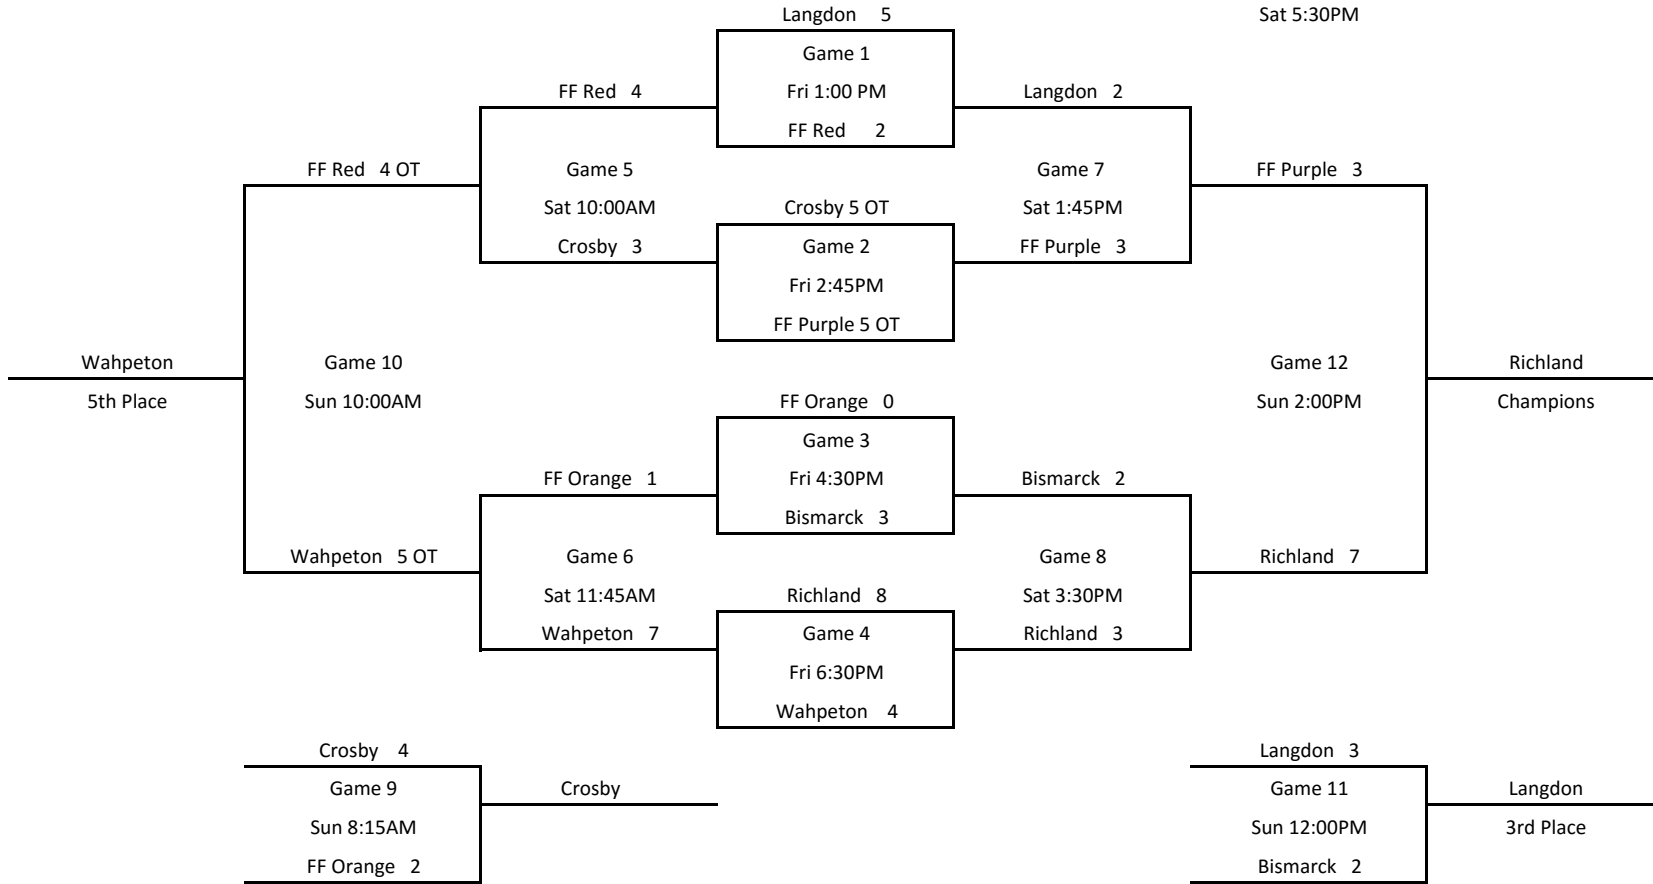 Langdon 5
Sat 5:30PM
Game 1
FF Red 4
Fri 1:00 PM
Langdon 2
FF Red 2
FF Red 4 OT
Game 5
Game 7
FF Purple 3
Sat 10:00AM
Crosby 5 OT
Sat 1:45PM
Crosby 3
Game 2
FF Purple 3
Fri 2:45PM
FF Purple 5 OT
Wahpeton
Game 10
Game 12
Richland
5th Place
Sun 10:00AM
FF Orange 0
Sun 2:00PM
Champions
Game 3
FF Orange 1
Fri 4:30PM
Bismarck 2
Bismarck 3
Wahpeton 5 OT
Game 6
Game 8
Richland 7
Sat 11:45AM
Richland 8
Sat 3:30PM
Wahpeton 7
Game 4
Richland 3
Fri 6:30PM
Wahpeton 4
Crosby 4
Langdon 3
Game 9
Crosby
Game 11
Langdon
Sun 8:15AM
Sun 12:00PM
3rd Place
FF Orange 2
Bismarck 2